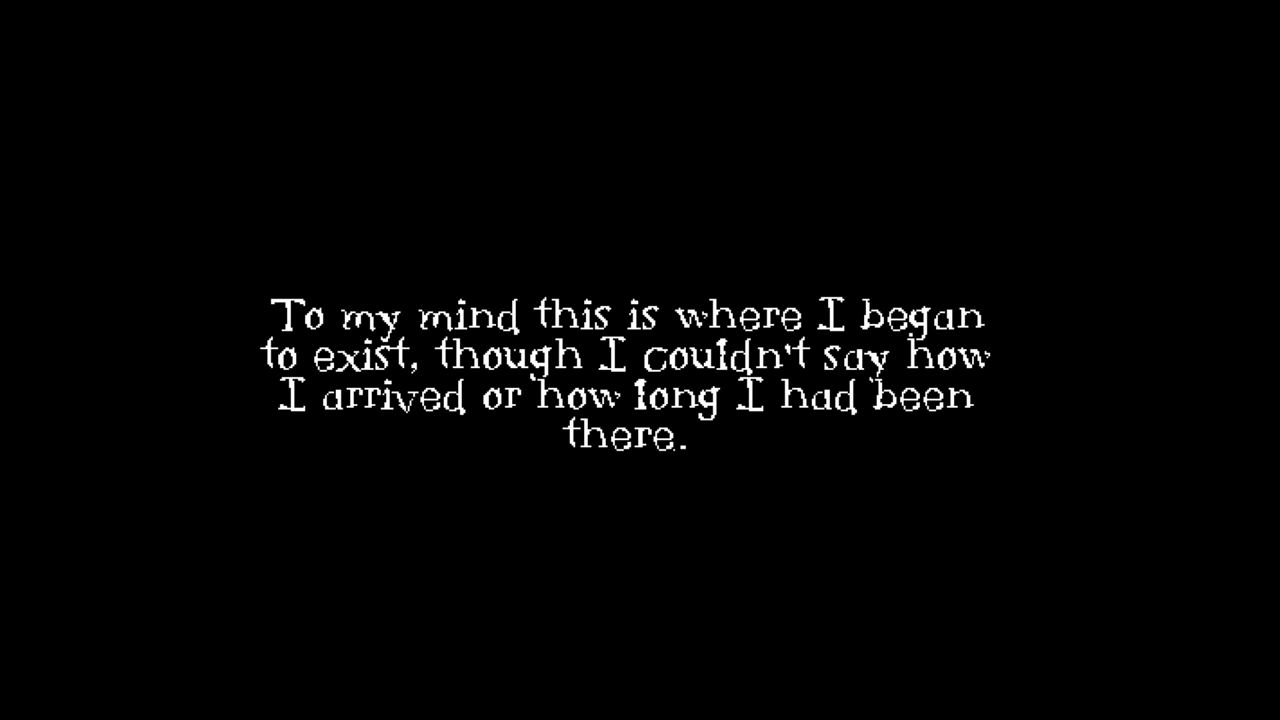 To my mind this is where I began
to exist, though I couldn't say how
I arrived or how long I had been
there.